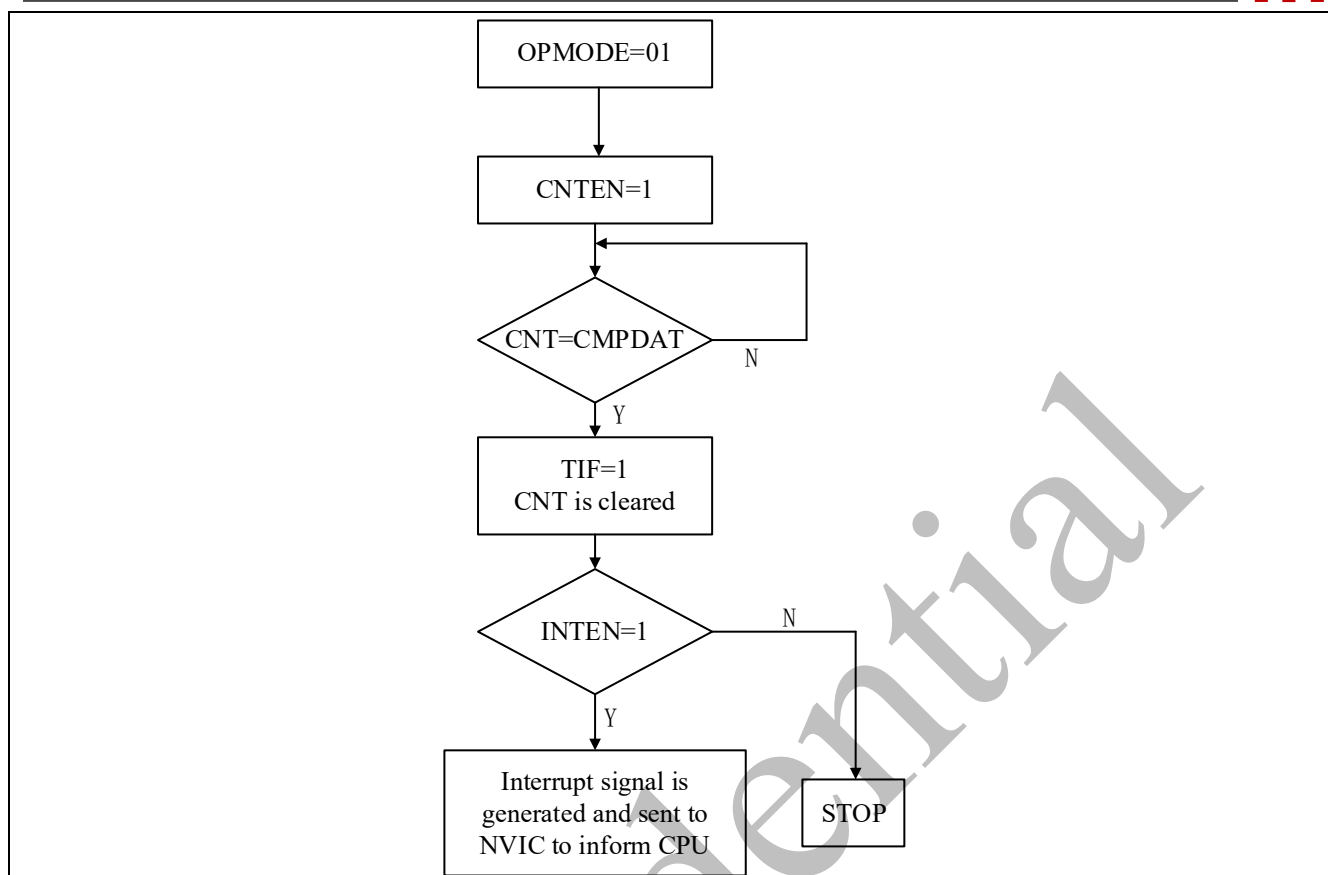 OPMODE=01
CNTEN=1
CNT=CMPDAT
N
Y
TIF=1
CNT is cleared
INTEN=1
N
Y
Interrupt signal is
generated and sent to
NVIC to inform CPU
STOP
dential